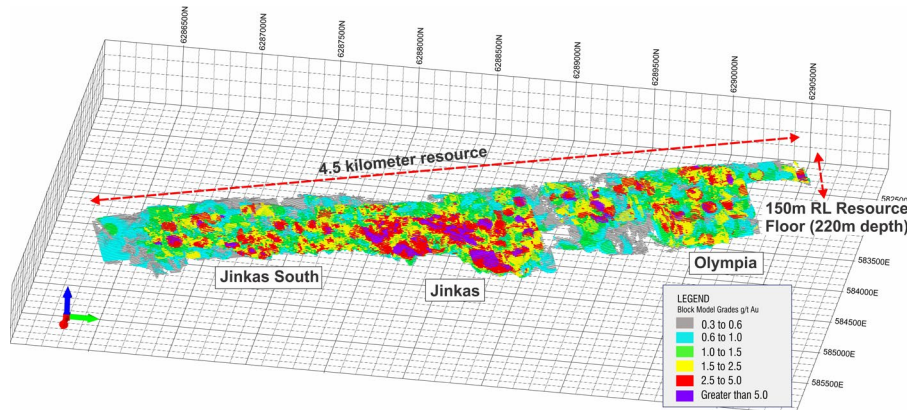 6286500N
6287000N
6287500N
6288000N
6288500N
6289000N
6289500N
6290000N
6290500N
4.5 kilometer resource
582500
150m RL Resource
Floor (220m depth)
583500E
584000E
584500E
585000E
585500E
Jinkas South
Jinkas
Olympia
LEGEND
Block Model Grades g/t Au
0.3 to 0.6
0.6 to 1.0
1.0 to 1.5
1.5 to 2.5
2.5 to 5.0
Greater than 5.0